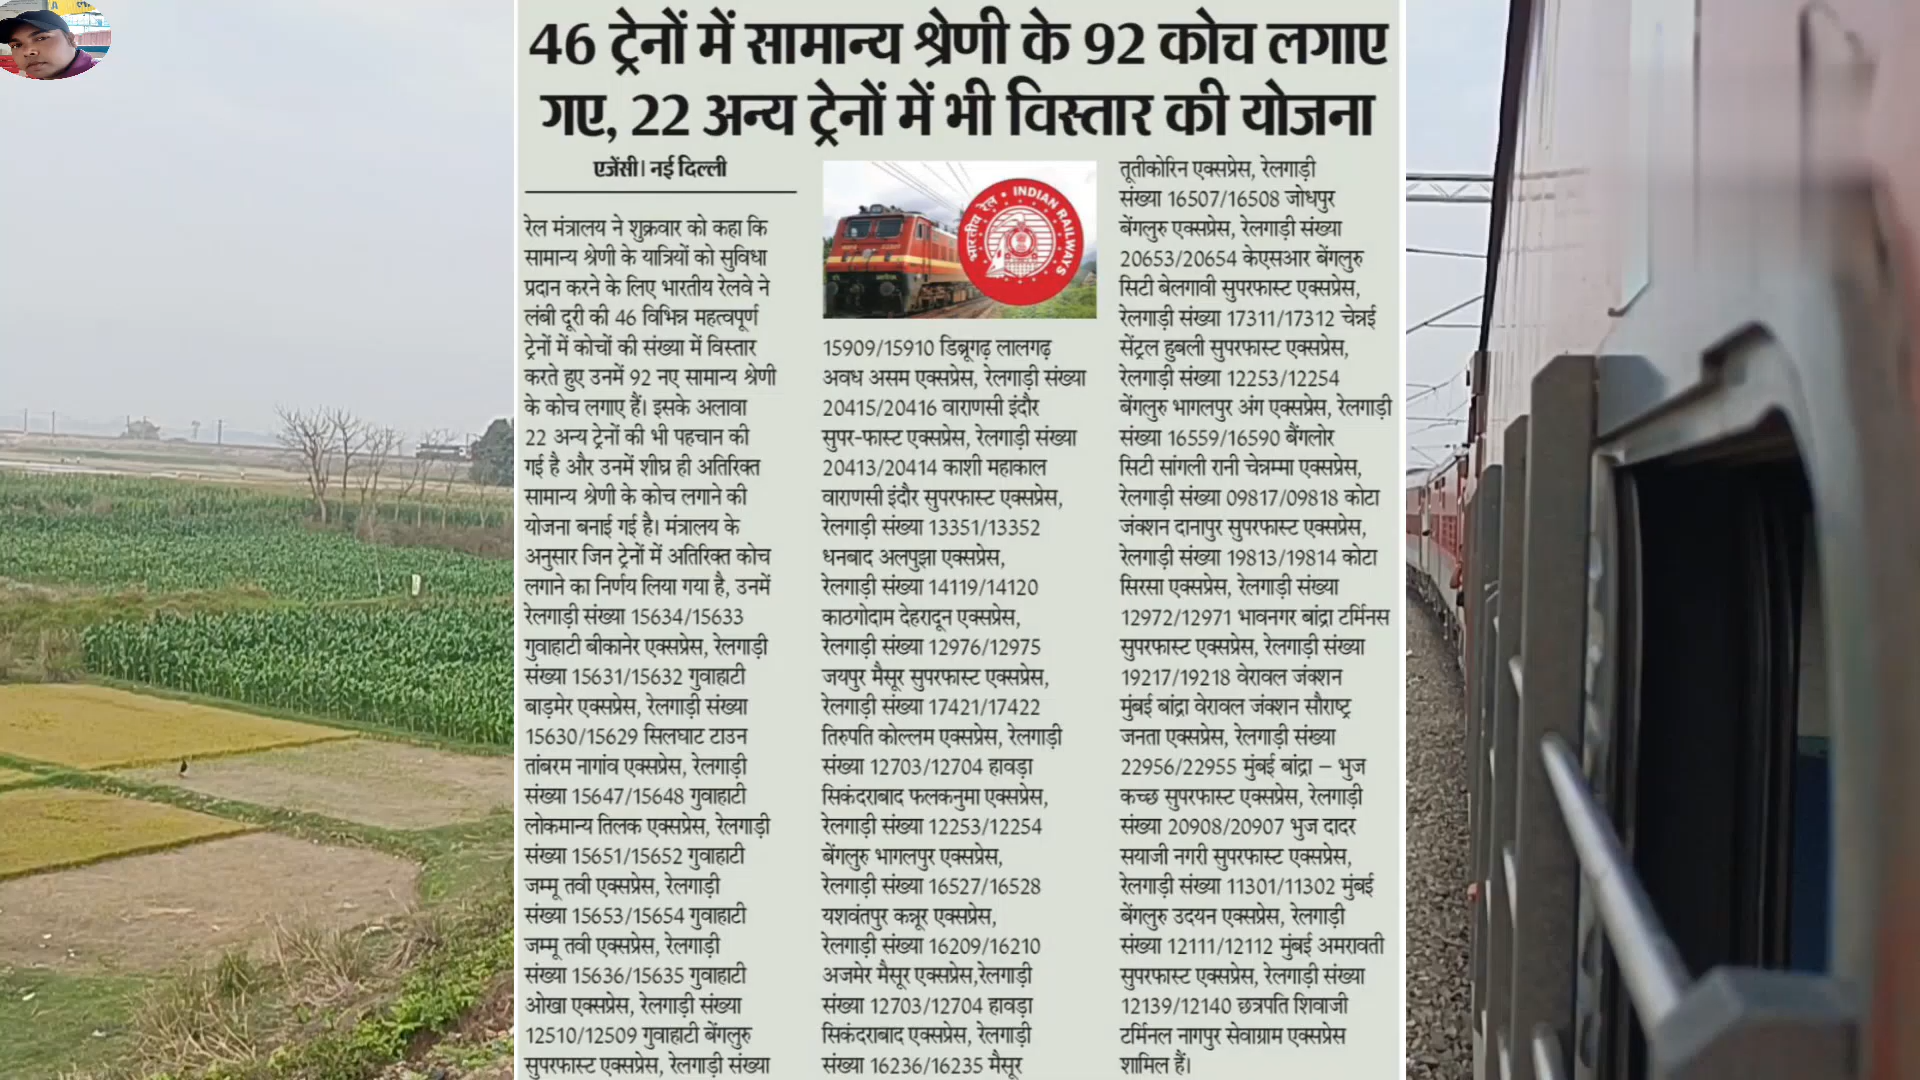 46 ट्रेनों में सामान्य श्रेणी के 92 कोच लगाए
गए, 22 अन्य ट्रेनों में भी विस्तार की योजना
एजेंसी। नई दिल्ली
रेल मंत्रालय ने शुक्रवार को कहा कि
सामान्य श्रेणी के यात्रियों को सुविधा
प्रदान करने के लिए भारतीय रेलवे ने
लंबी दूरी की 46 विभिन्न महत्वपूर्ण
ट्रेनों में कोचों की संख्या में विस्तार
करते हुए उनमें 92 नए सामान्य श्रेणी
के कोच लगाए हैं। इसके अलावा
22 अन्य ट्रेनों की भी पहचान की
गई है और उनमें शीघ्र ही अतिरिक्त
सामान्य श्रेणी के कोच लगाने की
योजना बनाई गई है। मंत्रालय के
अनुसार जिन ट्रेनों में अतिरिक्त कोच
लगाने का निर्णय लिया गया है, उनमें
रेलगाड़ी संख्या 15634/15633
गुवाहाटी बीकानेर एक्सप्रेस, रेलगाड़ी
संख्या 15631/15632 गुवाहाटी
बाड़मेर एक्सप्रेस, रेलगाड़ी संख्या
15630/15629 सिलघाट टाउन
तांबरम नागांव एक्सप्रेस, रेलगाड़ी
संख्या 15647/15648 गुवाहाटी
लोकमान्य तिलक एक्सप्रेस, रेलगाड़ी
संख्या 15651/15652 गुवाहाटी
जम्मू तवी एक्सप्रेस, रेलगाड़ी
संख्या 15653/15654 गुवाहाटी
जम्मू तवी एक्सप्रेस, रेलगाड़ी
संख्या 15636/15635 गुवाहाटी
ओखा एक्सप्रेस, रेलगाड़ी संख्या
12510/12509 गुवाहाटी बेंगलुरु
सुपरफास्ट एक्सप्रेस, रेलगाड़ी संख्या
भारतीय रेल • INDIAN RAILWAYS
15909/15910 डिब्रूगढ़ लालगढ़
अवध असम एक्सप्रेस, रेलगाड़ी संख्या
20415/20416 वाराणसी इंदौर
सुपर-फास्ट एक्सप्रेस, रेलगाड़ी संख्या
20413/20414 काशी महाकाल
वाराणसी इंदौर सुपरफास्ट एक्सप्रेस,
रेलगाड़ी संख्या 13351/13352
धनबाद अलपुझा एक्सप्रेस,
रेलगाड़ी संख्या 14119/14120
काठगोदाम देहरादून एक्सप्रेस,
रेलगाड़ी संख्या 12976/12975
जयपुर मैसूर सुपरफास्ट एक्सप्रेस,
रेलगाड़ी संख्या 17421/17422
तिरुपति कोल्लम एक्सप्रेस, रेलगाड़ी
संख्या 12703/12704 हावड़ा
सिकंदराबाद फलकनुमा एक्सप्रेस,
रेलगाड़ी संख्या 12253/12254
बेंगलुरु भागलपुर एक्सप्रेस,
रेलगाड़ी संख्या 16527/16528
यशवंतपुर कन्नूर एक्सप्रेस,
रेलगाड़ी संख्या 16209/16210
अजमेर मैसूर एक्सप्रेस,रेलगाड़ी
संख्या 12703/12704 हावड़ा
सिकंदराबाद एक्सप्रेस, रेलगाड़ी
संख्या 16236/16235 मैसूर
तूतीकोरिन एक्सप्रेस, रेलगाड़ी
संख्या 16507/16508 जोधपुर
बेंगलुरु एक्सप्रेस, रेलगाड़ी संख्या
20653/20654 केएसआर बेंगलुरु
सिटी बेलगावी सुपरफास्ट एक्सप्रेस,
रेलगाड़ी संख्या 17311/17312 चेन्नई
सेंट्रल हुबली सुपरफास्ट एक्सप्रेस,
रेलगाड़ी संख्या 12253/12254
बेंगलुरु भागलपुर अंग एक्सप्रेस, रेलगाड़ी
संख्या 16559/16590 बैंगलोर
सिटी सांगली रानी चेन्नम्मा एक्सप्रेस,
रेलगाड़ी संख्या 09817/09818 कोटा
जंक्शन दानापुर सुपरफास्ट एक्सप्रेस,
रेलगाड़ी संख्या 19813/19814 कोटा
सिरसा एक्सप्रेस, रेलगाड़ी संख्या
12972/12971 भावनगर बांद्रा टर्मिनस
सुपरफास्ट एक्सप्रेस, रेलगाड़ी संख्या
19217/19218 वेरावल जंक्शन
मुंबई बांद्रा वेरावल जंक्शन सौराष्ट्र
जनता एक्सप्रेस, रेलगाड़ी संख्या
22956/22955 मुंबई बांद्रा – भुज
कच्छ सुपरफास्ट एक्सप्रेस, रेलगाड़ी
संख्या 20908/20907 भुज दादर
सयाजी नगरी सुपरफास्ट एक्सप्रेस,
रेलगाड़ी संख्या 11301/11302 मुंबई
बेंगलुरु उदयन एक्सप्रेस, रेलगाड़ी
संख्या 12111/12112 मुंबई अमरावती
सुपरफास्ट एक्सप्रेस, रेलगाड़ी संख्या
12139/12140 छत्रपति शिवाजी
टर्मिनल नागपुर सेवाग्राम एक्सप्रेस
शामिल हैं।